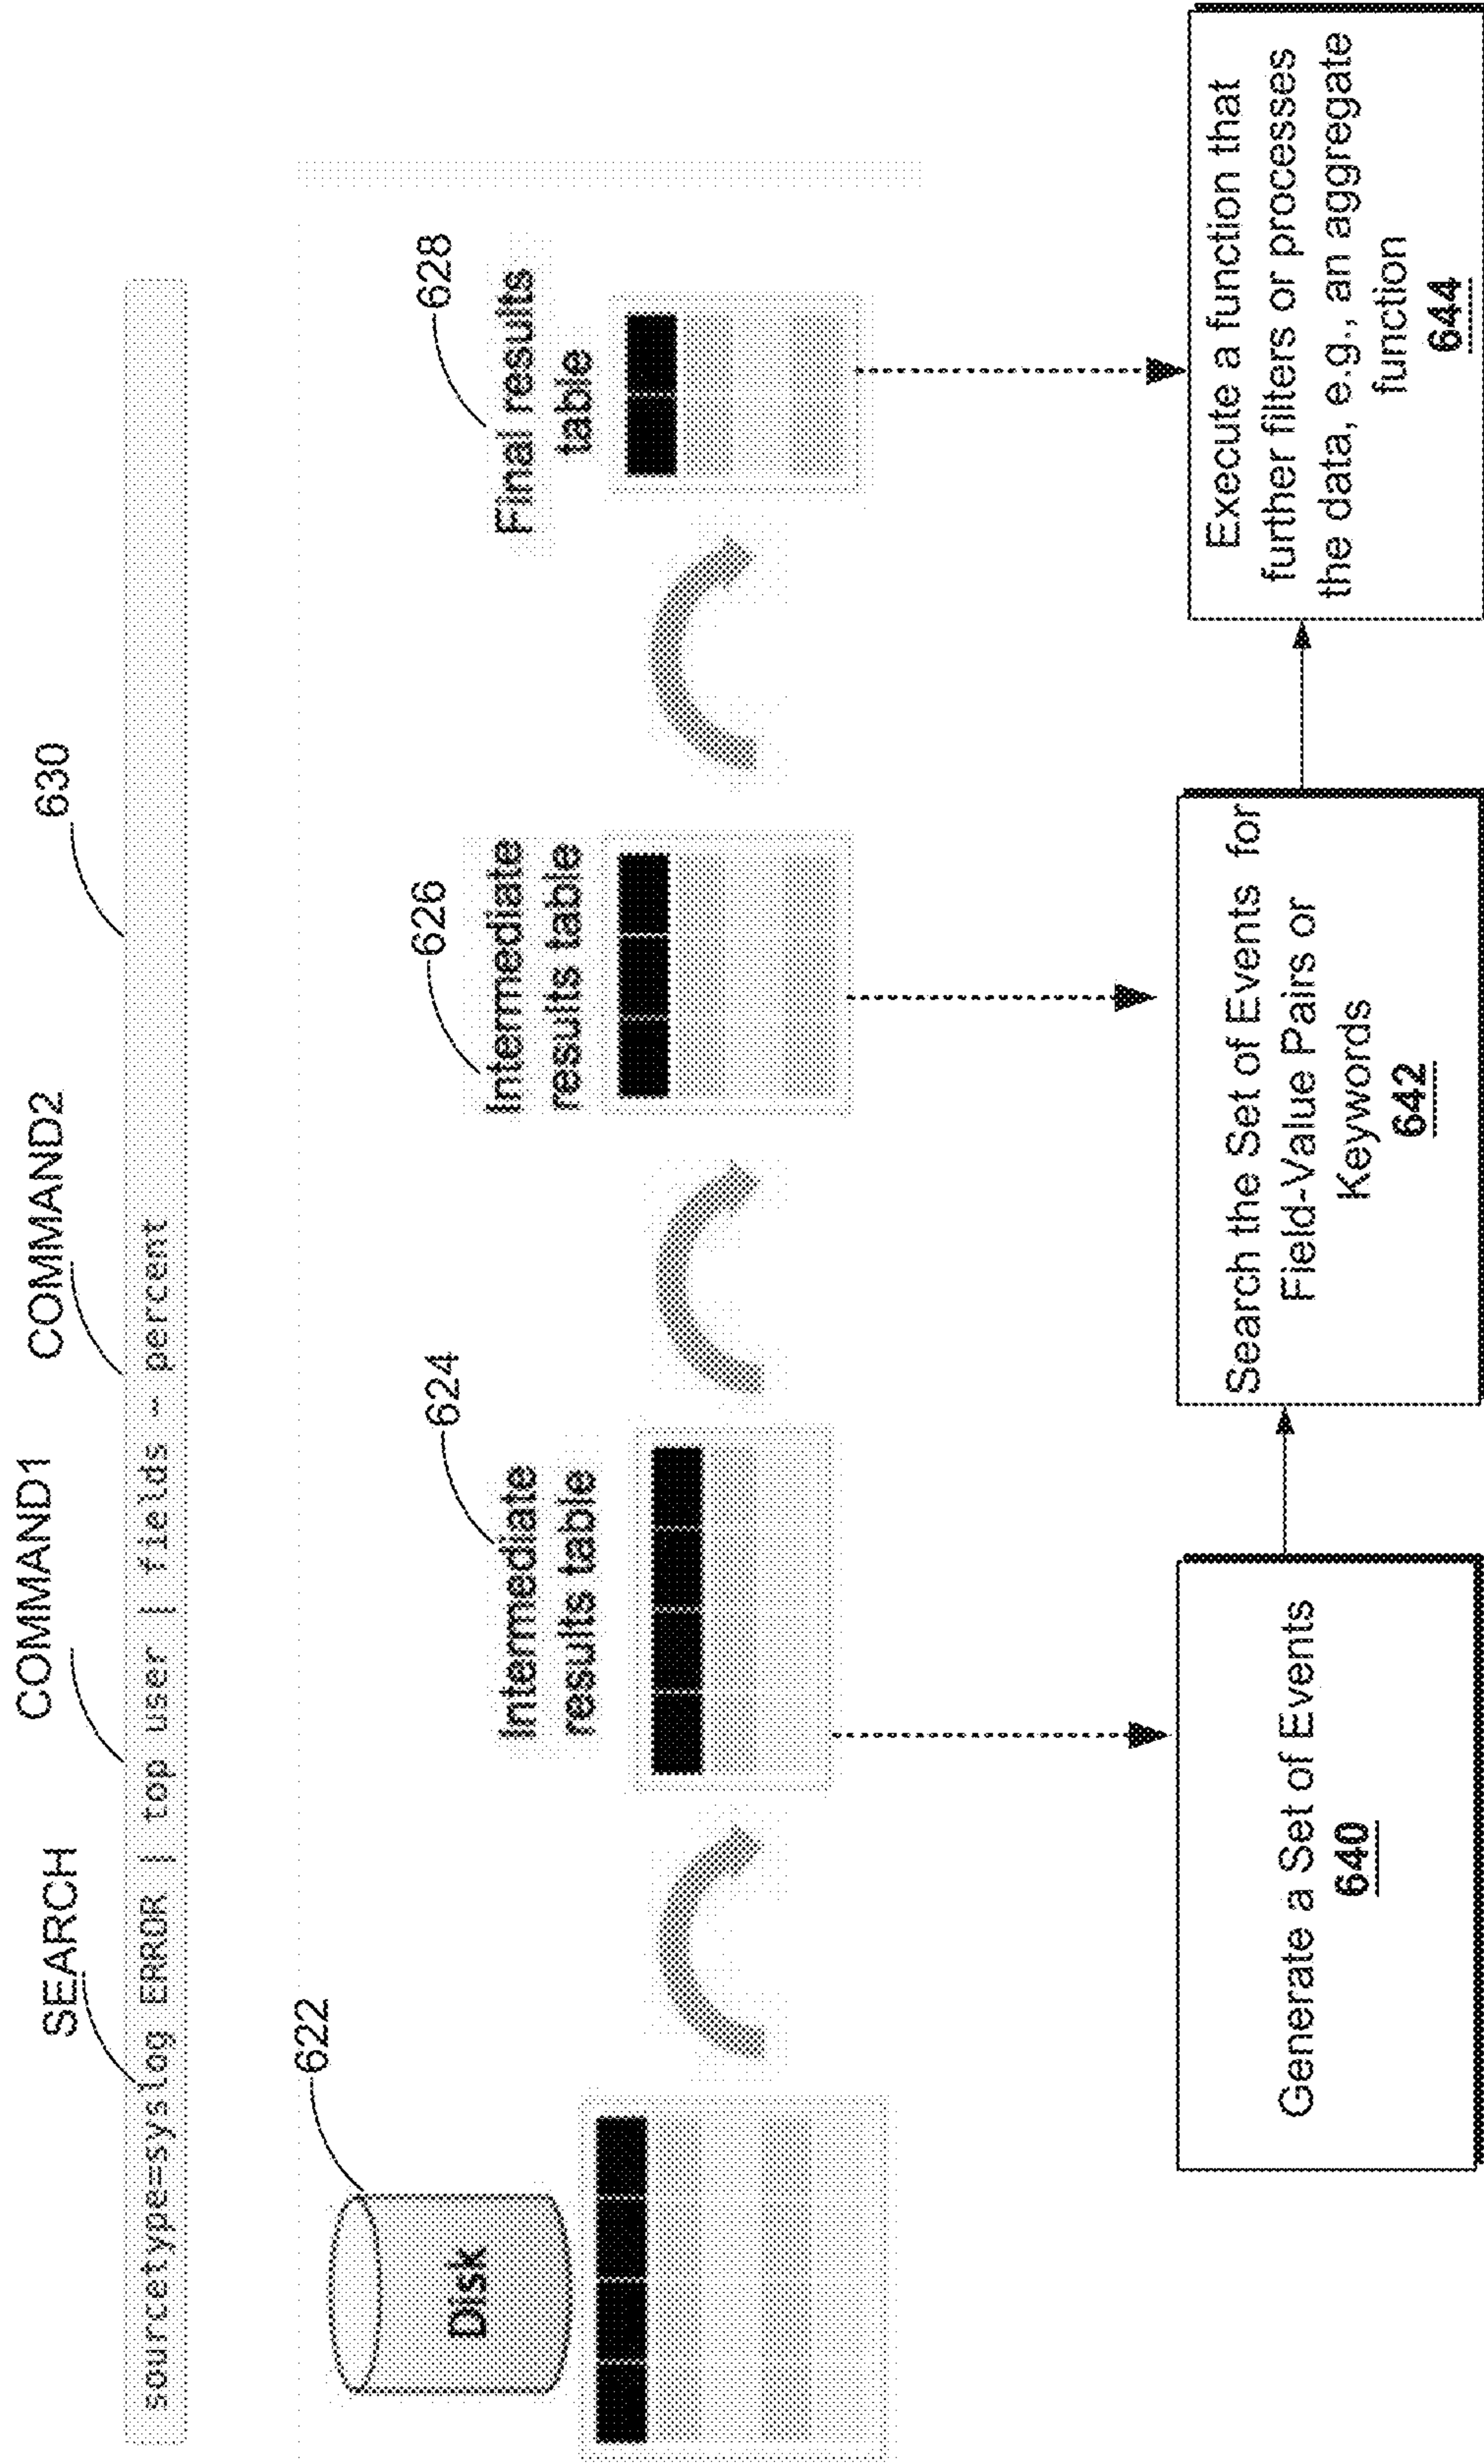 SEARCH
COMMAND1
COMMAND2
630
sourcetype=syslog ERROR | top user | fields – percent
622
Disk
624
Intermediate
results table
626
Intermediate
results table
628
Final results
table
Generate a Set of Events
640
Search the Set of Events for
Field-Value Pairs or
Keywords
642
Execute a function that
further filters or processes
the data, e.g., an aggregate
function
644